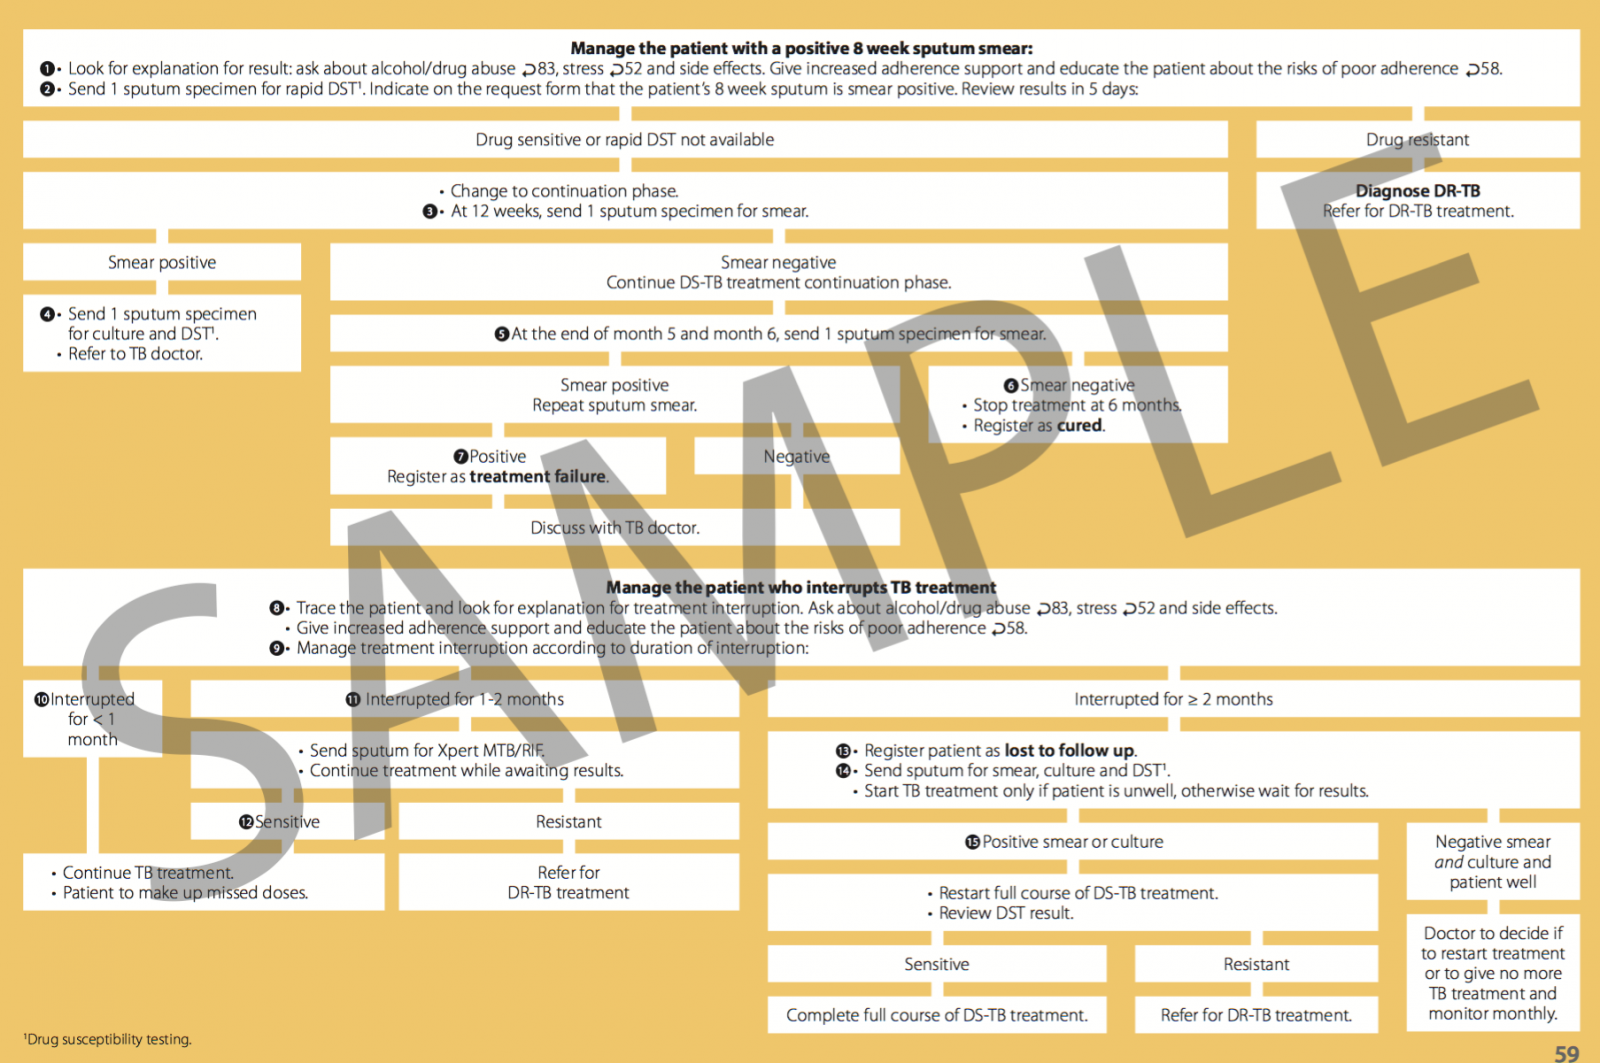 Manage the patient with a positive 8 week sputum smear:
❶• Look for explanation for result: ask about alcohol/drug abuse ⮌83, stress ⮌52 and side effects. Give increased adherence support and educate the patient about the risks of poor adherence ⮌58.
❷• Send 1 sputum specimen for rapid DST¹. Indicate on the request form that the patient's 8 week sputum is smear positive. Review results in 5 days:
Drug sensitive or rapid DST not available
Drug resistant
• Change to continuation phase.
❸• At 12 weeks, send 1 sputum specimen for smear.
Diagnose DR-TB
Refer for DR-TB treatment.
Smear positive
Smear negative
Continue DS-TB treatment continuation phase.
❹• Send 1 sputum specimen
for culture and DST¹.
• Refer to TB doctor.
❺At the end of month 5 and month 6, send 1 sputum specimen for smear.
Smear positive
Repeat sputum smear.
❻Smear negative
• Stop treatment at 6 months.
• Register as cured.
❼Positive
Register as treatment failure.
Negative
Discuss with TB doctor.
Manage the patient who interrupts TB treatment
❽• Trace the patient and look for explanation for treatment interruption. Ask about alcohol/drug abuse ⮌83, stress ⮌52 and side effects.
• Give increased adherence support and educate the patient about the risks of poor adherence ⮌58.
❾• Manage treatment interruption according to duration of interruption:
❿Interrupted
for < 1
month
⓫ Interrupted for 1-2 months
Interrupted for ≥ 2 months
• Send sputum for Xpert MTB/RIF.
• Continue treatment while awaiting results.
⓭• Register patient as lost to follow up.
⓮• Send sputum for smear, culture and DST¹.
• Start TB treatment only if patient is unwell, otherwise wait for results.
⓬Sensitive
Resistant
• Continue TB treatment.
• Patient to make up missed doses.
Refer for
DR-TB treatment
⓯Positive smear or culture
Negative smear
and culture and
patient well
• Restart full course of DS-TB treatment.
• Review DST result.
Sensitive
Resistant
Complete full course of DS-TB treatment.
Refer for DR-TB treatment.
Doctor to decide if
to restart treatment
or to give no more
TB treatment and
monitor monthly.
¹Drug susceptibility testing.
59
SAMPLE